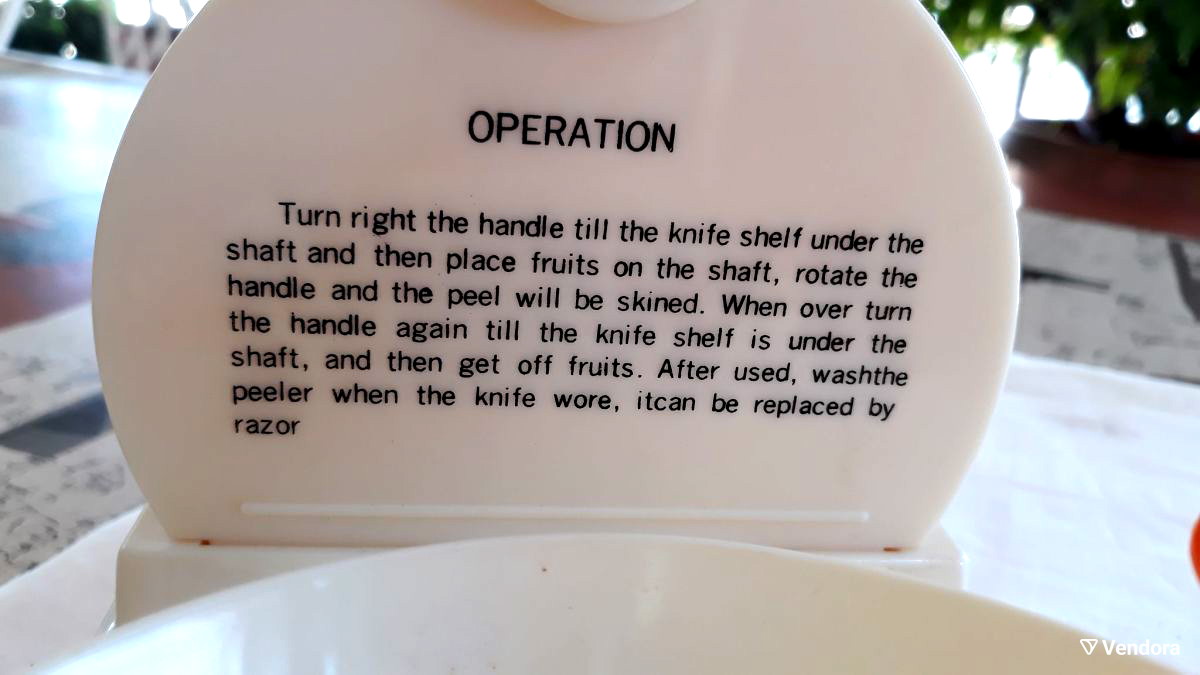 OPERATION
Turn right the handle till the knife shelf under the
shaft and then place fruits on the shaft, rotate the
handle and the peel will be skined. When over turn
the handle again till the knife shelf is under the
shaft, and then get off fruits. After used, washthe
peeler when the knife wore, itcan be replaced by
razor
Vendora